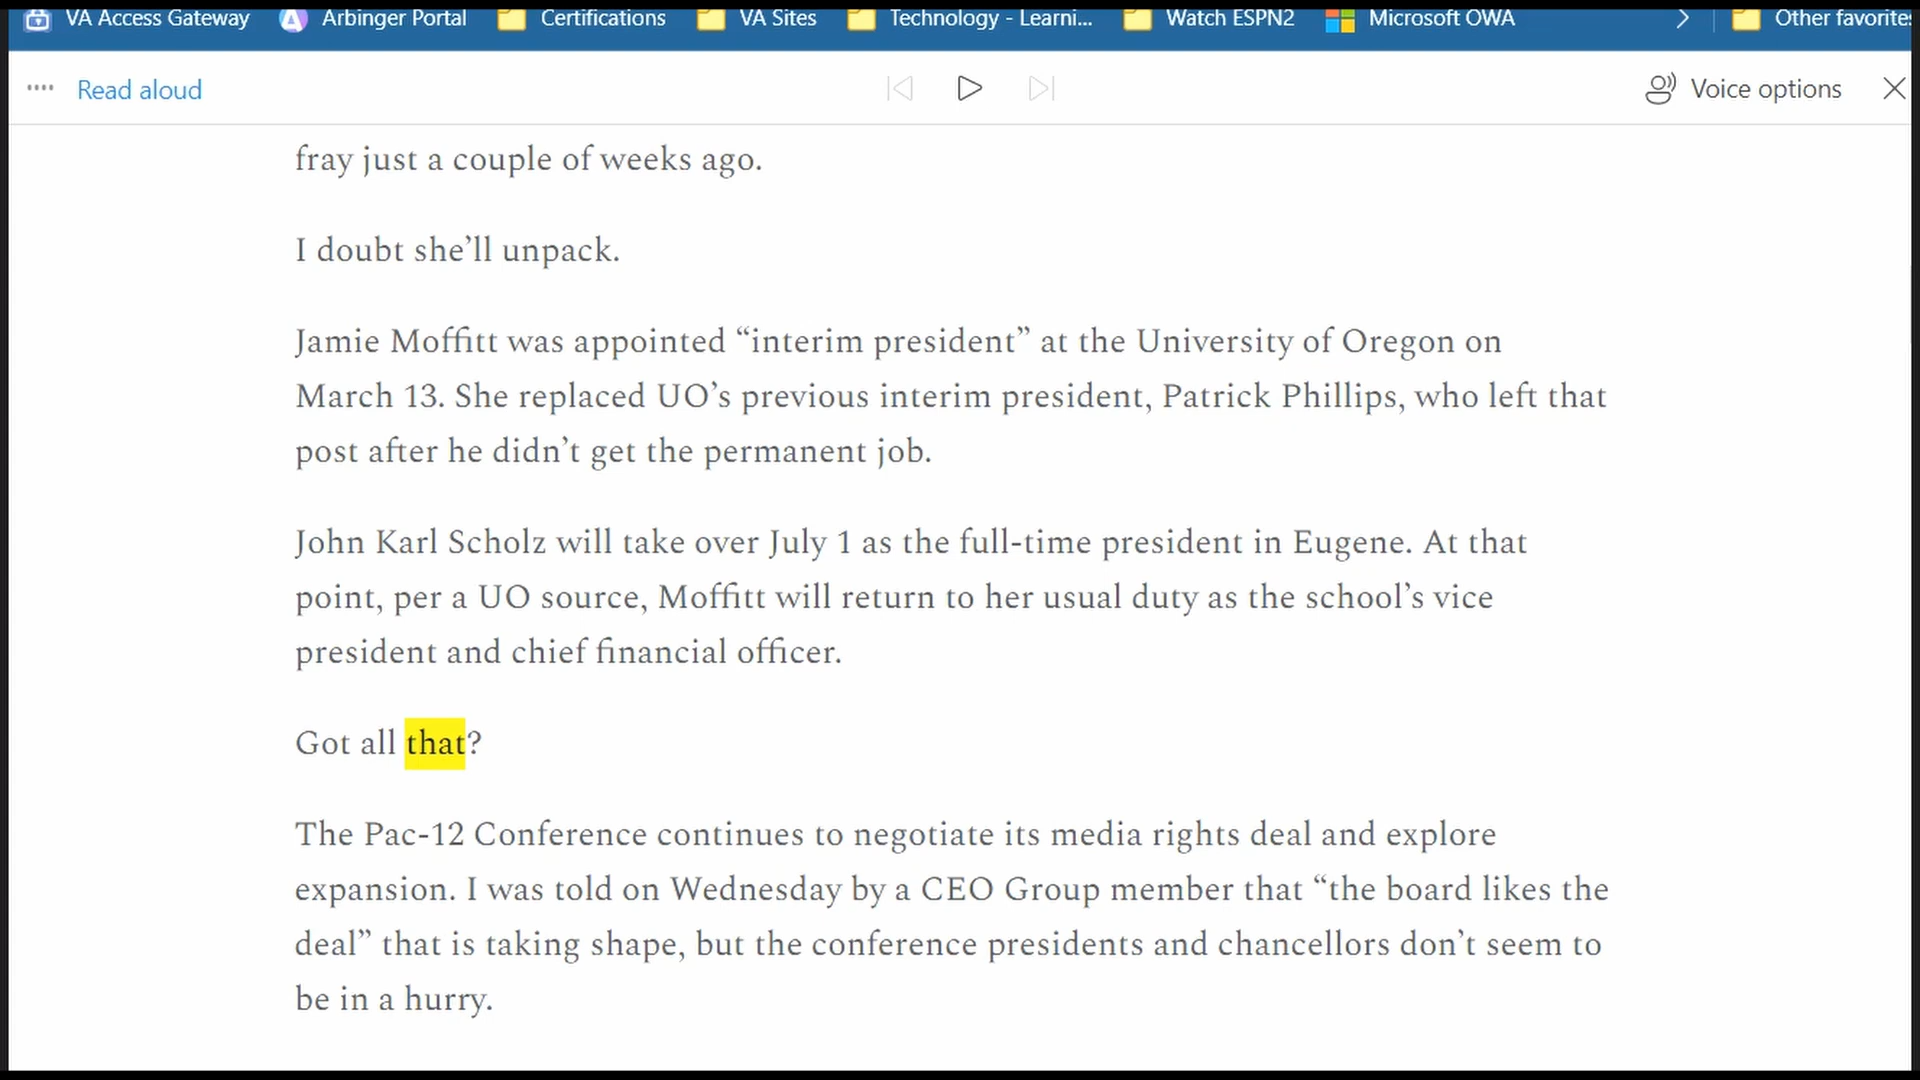 VA Access Gateway Arbinger Portal Certifications VA Sites Technology - Learni... Watch ESPN2 Microsoft OWA Other favorites
Read aloud Voice options
fray just a couple of weeks ago.
I doubt she’ll unpack.
Jamie Moffitt was appointed “interim president” at the University of Oregon on
March 13. She replaced UO’s previous interim president, Patrick Phillips, who left that
post after he didn’t get the permanent job.
John Karl Scholz will take over July 1 as the full-time president in Eugene. At that
point, per a UO source, Moffitt will return to her usual duty as the school’s vice
president and chief financial officer.
Got all that?
The Pac-12 Conference continues to negotiate its media rights deal and explore
expansion. I was told on Wednesday by a CEO Group member that “the board likes the
deal” that is taking shape, but the conference presidents and chancellors don’t seem to
be in a hurry.